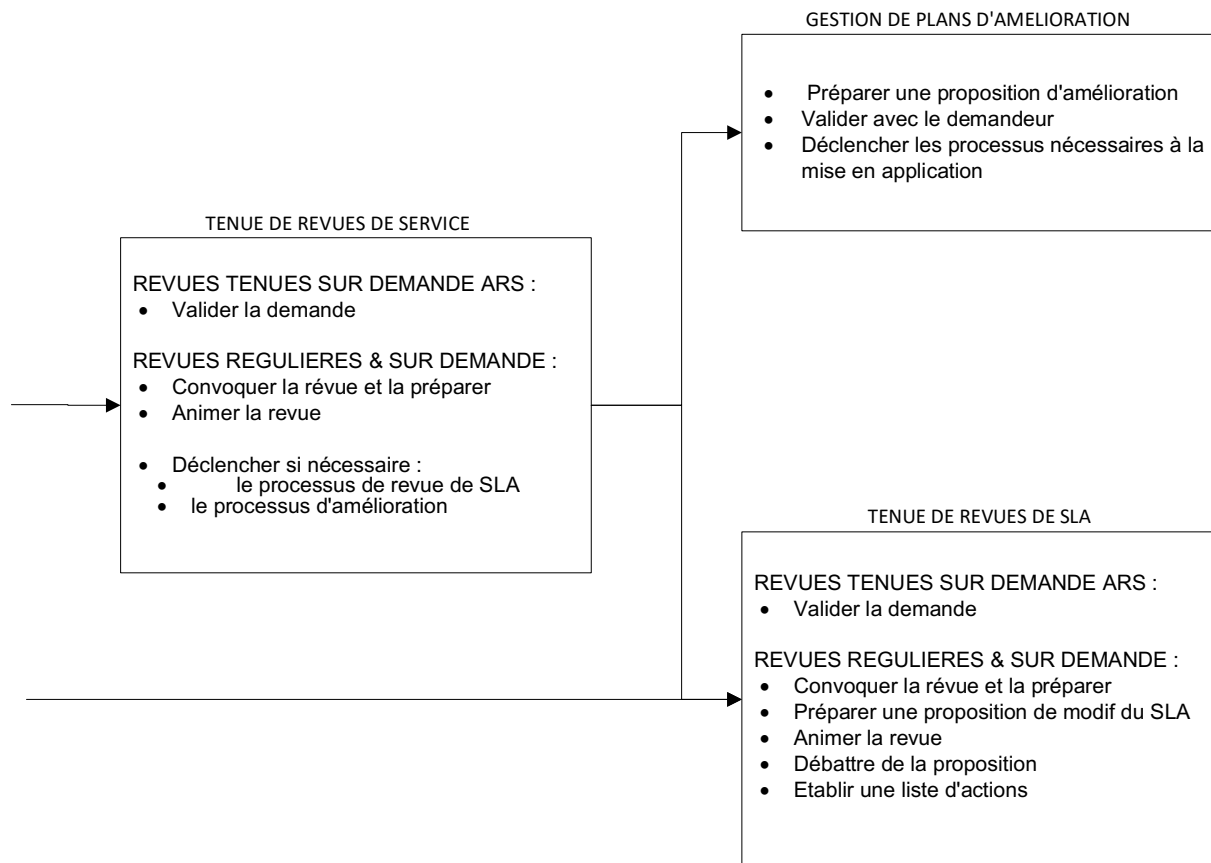 GESTION DE PLANS D'AMELIORATION
• Préparer une proposition d'amélioration
• Valider avec le demandeur
• Déclencher les processus nécessaires à la
mise en application
TENUE DE REVUES DE SERVICE
REVUES TENUES SUR DEMANDE ARS :
• Valider la demande
REVUES REGULIERES & SUR DEMANDE :
• Convoquer la révue et la préparer
• Animer la revue
• Déclencher si nécessaire :
• le processus de revue de SLA
• le processus d'amélioration
TENUE DE REVUES DE SLA
REVUES TENUES SUR DEMANDE ARS :
• Valider la demande
REVUES REGULIERES & SUR DEMANDE :
• Convoquer la révue et la préparer
• Préparer une proposition de modif du SLA
• Animer la revue
• Débattre de la proposition
• Etablir une liste d'actions